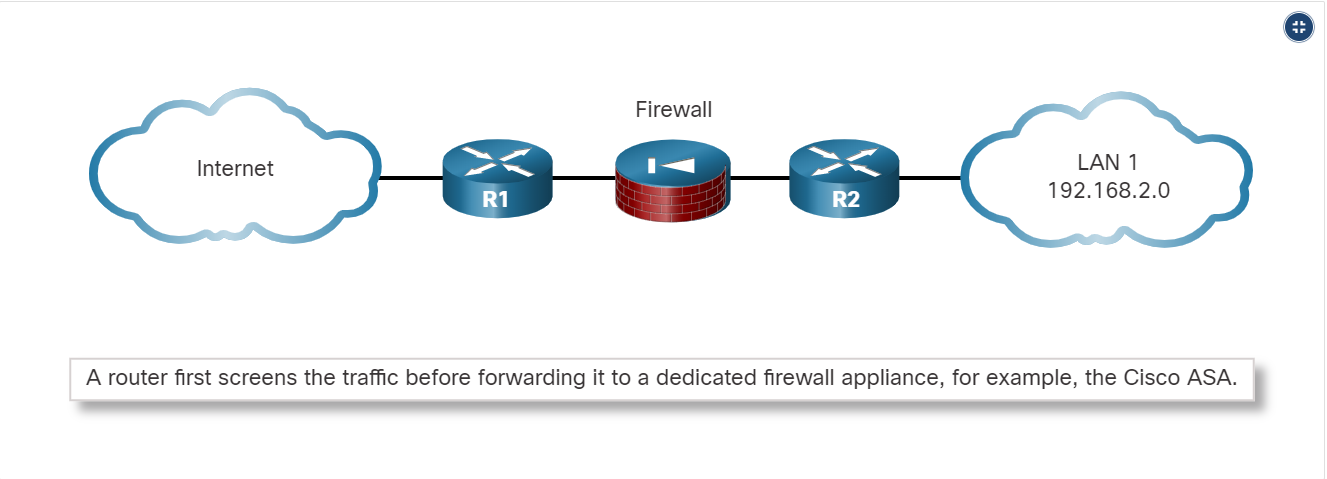 Firewall
Internet
R1
R2
LAN 1
192.168.2.0
A router first screens the traffic before forwarding it to a dedicated firewall appliance, for example, the Cisco ASA.